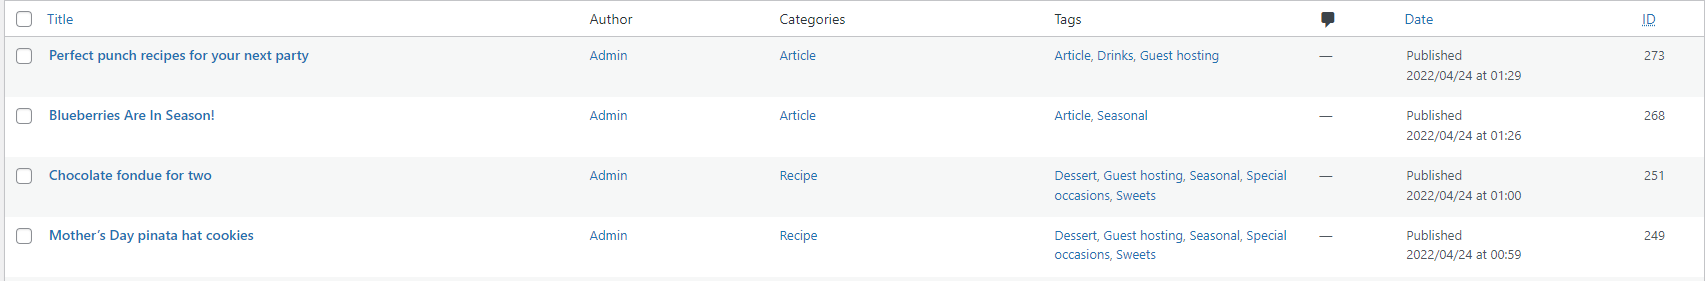 Title Author Categories Tags Date ID
Perfect punch recipes for your next party Admin Article Article, Drinks, Guest hosting — Published 273
2022/04/24 at 01:29
Blueberries Are In Season! Admin Article Article, Seasonal — Published 268
2022/04/24 at 01:26
Chocolate fondue for two Admin Recipe Dessert, Guest hosting, Seasonal, Special — Published 251
occasions, Sweets 2022/04/24 at 01:00
Mother’s Day pinata hat cookies Admin Recipe Dessert, Guest hosting, Seasonal, Special — Published 249
occasions, Sweets 2022/04/24 at 00:59